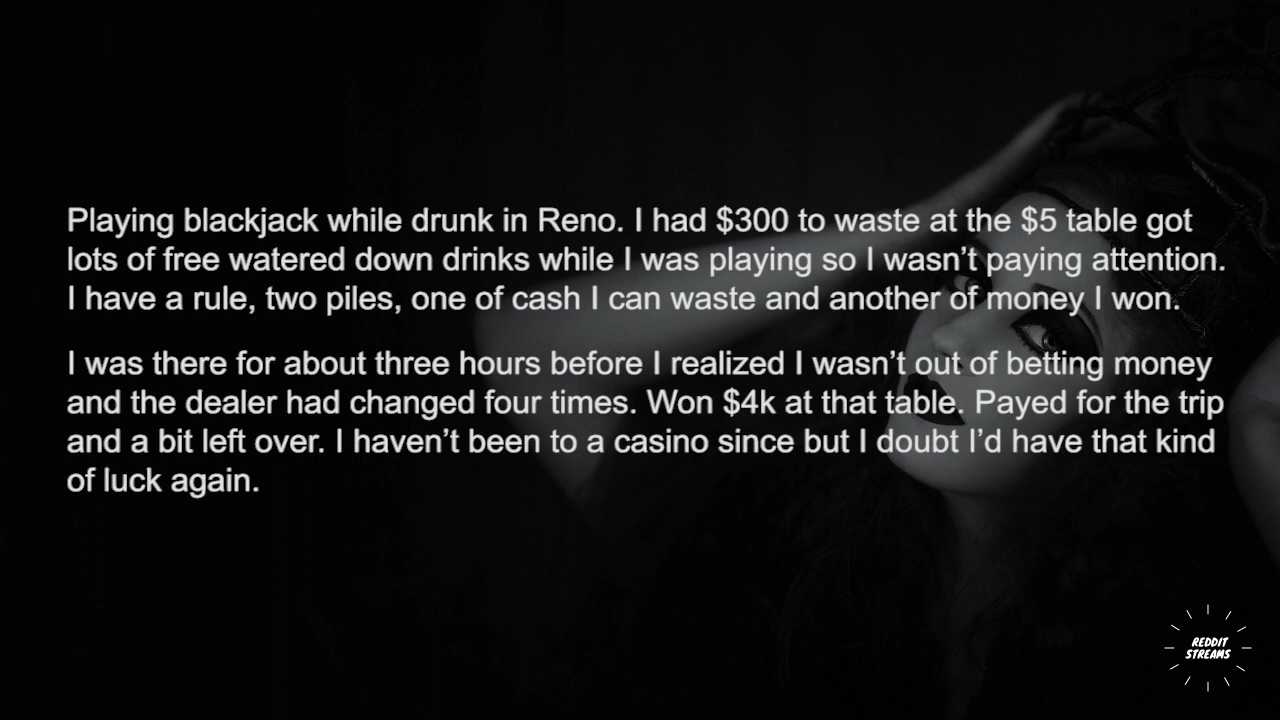 Playing blackjack while drunk in Reno. I had $300 to waste at the $5 table got
lots of free watered down drinks while I was playing so I wasn’t paying attention.
I have a rule, two piles, one of cash I can waste and another of money I won.
I was there for about three hours before I realized I wasn’t out of betting money
and the dealer had changed four times. Won $4k at that table. Payed for the trip
and a bit left over. I haven’t been to a casino since but I doubt I’d have that kind
of luck again.
REDDIT
STREAMS